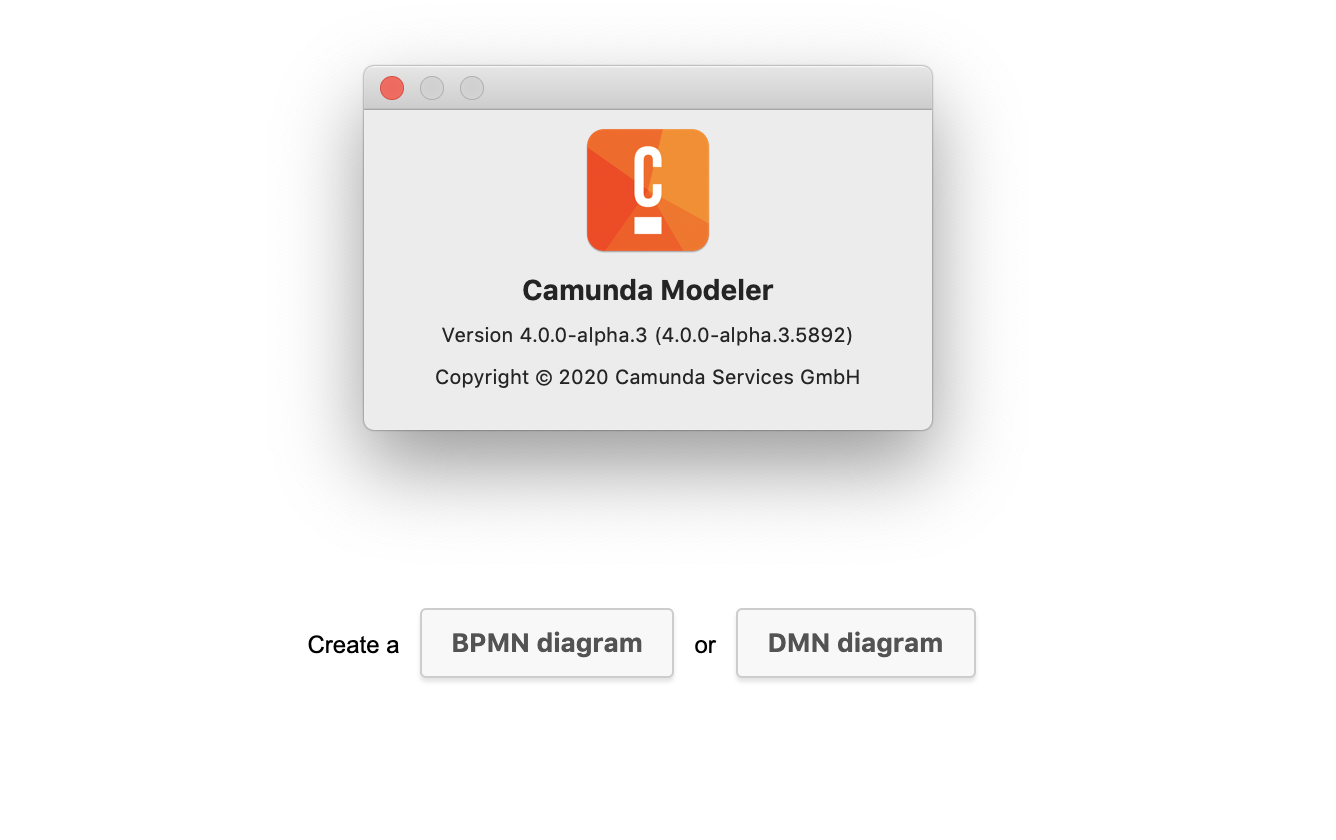 C
Camunda Modeler
Version 4.0.0-alpha.3 (4.0.0-alpha.3.5892)
Copyright © 2020 Camunda Services GmbH
Create a BPMN diagram or DMN diagram